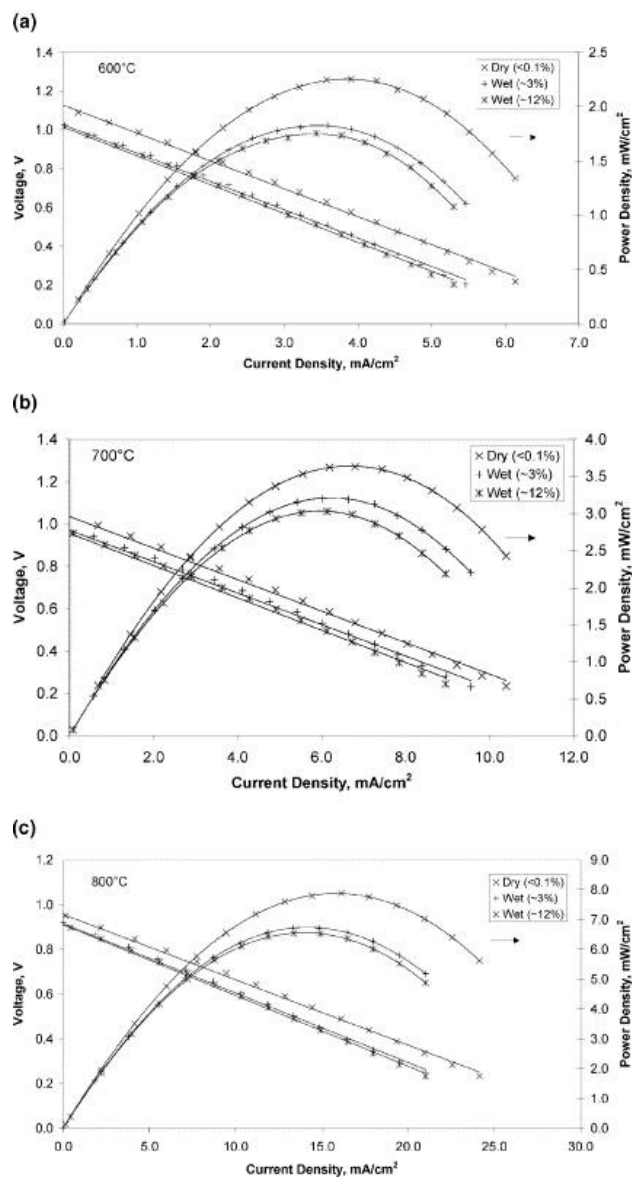 (a)
600°C
× Dry (<0.1%)
+ Wet (~3%)
⁎ Wet (~12%)
Voltage, V
1.4
1.2
1.0
0.8
0.6
0.4
0.2
0.0
0.0 1.0 2.0 3.0 4.0 5.0 6.0 7.0
Current Density, mA/cm²
2.5
2.0
1.5
1.0
0.5
0.0
Power Density, mW/cm²
(b)
700°C
× Dry (<0.1%)
+ Wet (~3%)
⁎ Wet (~12%)
Voltage, V
1.4
1.2
1.0
0.8
0.6
0.4
0.2
0.0
0.0 2.0 4.0 6.0 8.0 10.0 12.0
Current Density, mA/cm²
4.0
3.5
3.0
2.5
2.0
1.5
1.0
0.5
0.0
Power Density, mW/cm²
(c)
800°C
× Dry (<0.1%)
+ Wet (~3%)
⁎ Wet (~12%)
Voltage, V
1.2
1.0
0.8
0.6
0.4
0.2
0.0
0.0 5.0 10.0 15.0 20.0 25.0 30.0
Current Density, mA/cm²
9.0
8.0
7.0
6.0
5.0
4.0
3.0
2.0
1.0
0.0
Power Density, mW/cm²